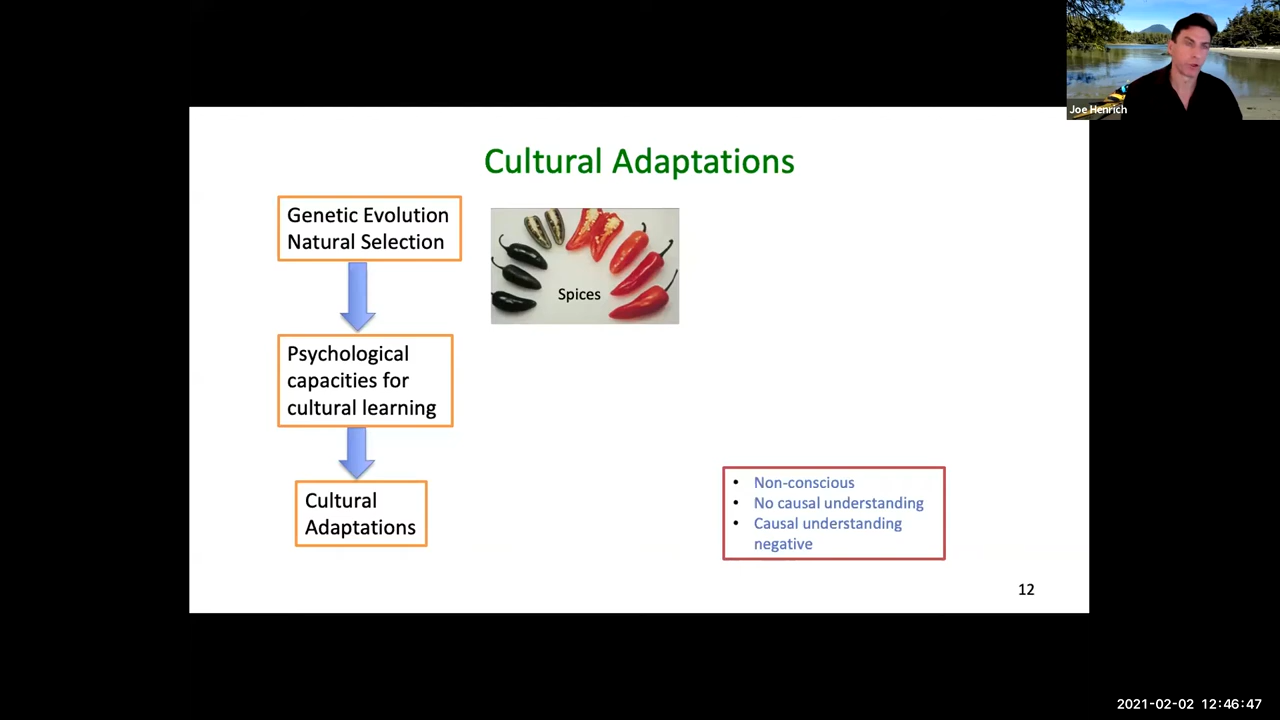 Joe Henrich
Cultural Adaptations
Genetic Evolution
Natural Selection
Spices
Psychological
capacities for
cultural learning
Cultural
Adaptations
• Non-conscious
• No causal understanding
• Causal understanding
negative
12
2021-02-02 12:46:47